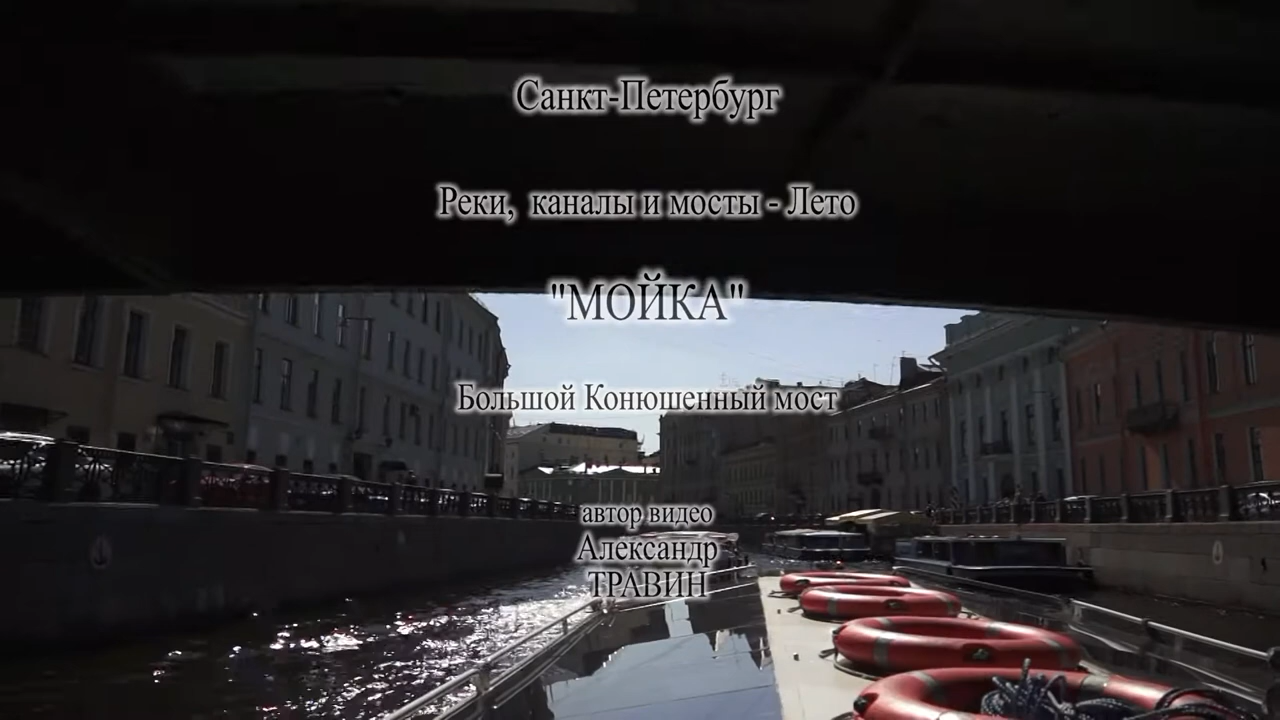 Санкт-Петербург
Реки, каналы и мосты - Лето
"МОЙКА"
Большой Конюшенный мост
автор видео
Александр
ТРАВИН